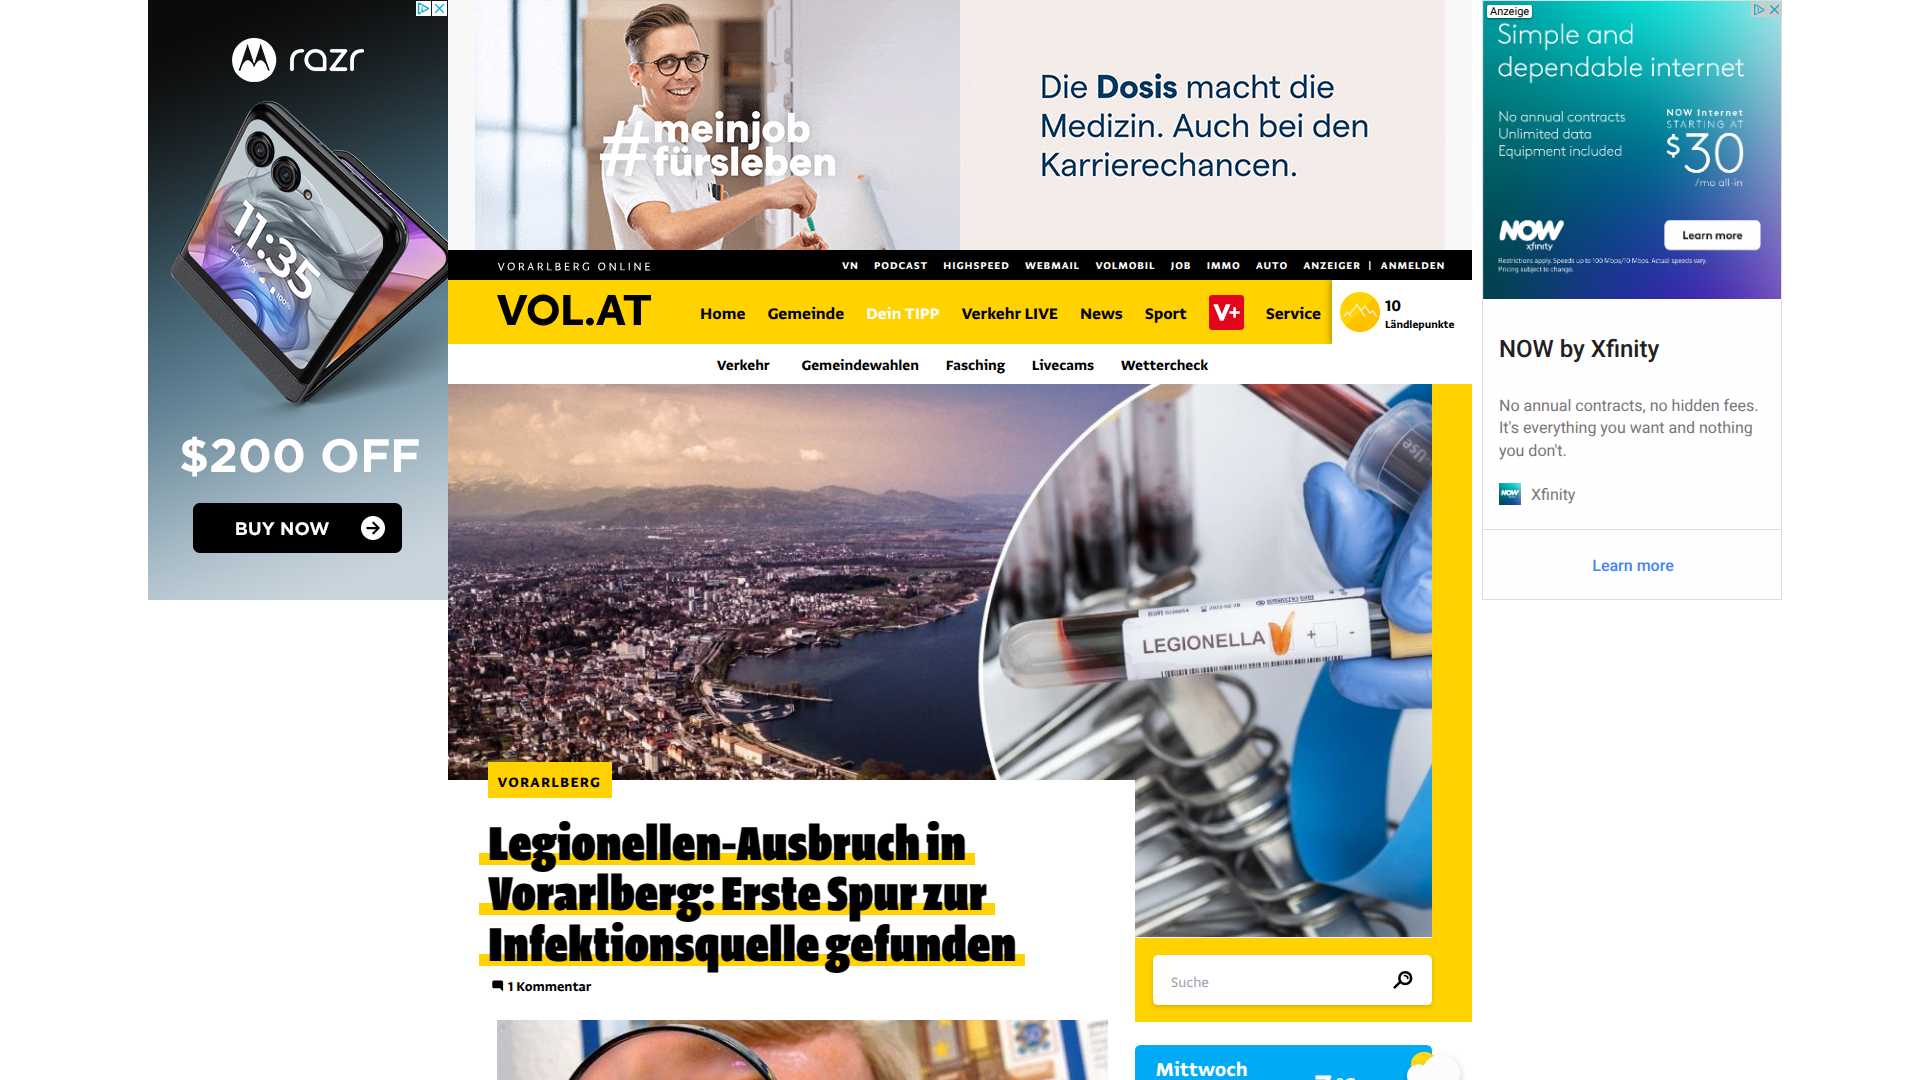 razr
11:35
100%
$200 OFF
BUY NOW
#meinjob
fürsleben
Die Dosis macht die
Medizin. Auch bei den
Karrierechancen.
Anzeige
Simple and
dependable internet
No annual contracts
Unlimited data
Equipment included
NOW Internet
STARTING AT
$30
/mo all-in
NOW
xfinity
Learn more
Restrictions apply. Speeds up to 100 Mbps/10 Mbps. Actual speeds vary.
Pricing subject to change.
NOW by Xfinity
No annual contracts, no hidden fees.
It's everything you want and nothing
you don't.
NOW
Xfinity
Learn more
VORARLBERG ONLINE
VN PODCAST HIGHSPEED WEBMAIL VOLMOBIL JOB IMMO AUTO ANZEIGER | ANMELDEN
VOL.AT
Home Gemeinde Dein TIPP Verkehr LIVE News Sport V+ Service
10
Ländlepunkte
Verkehr Gemeindewahlen Fasching Livecams Wettercheck
Use.
LEGIONELLA + -
VORARLBERG
Legionellen-Ausbruch in
Vorarlberg: Erste Spur zur
Infektionsquelle gefunden
1 Kommentar
Suche
Mittwoch